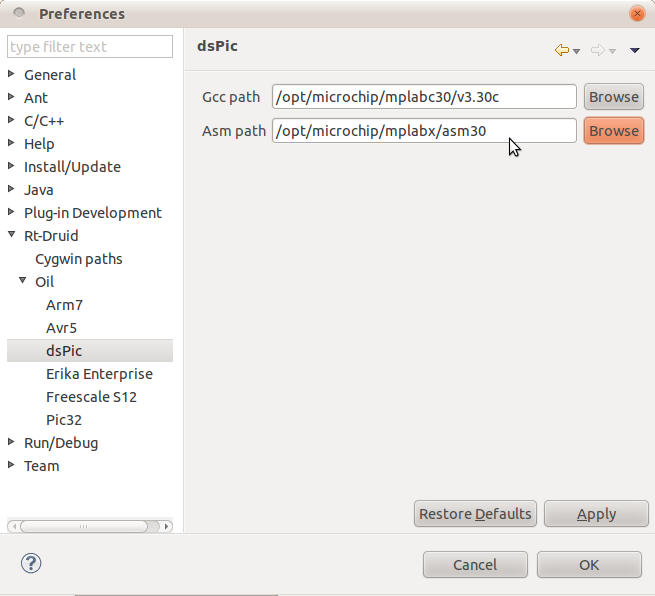 Preferences
type filter text
General
Ant
C/C++
Help
Install/Update
Java
Plug-in Development
Rt-Druid
Cygwin paths
Oil
Arm7
Avr5
dsPic
Erika Enterprise
Freescale S12
Pic32
Run/Debug
Team
dsPic
Gcc path /opt/microchip/mplabc30/v3.30c Browse
Asm path /opt/microchip/mplabx/asm30 Browse
Restore Defaults Apply
? Cancel OK